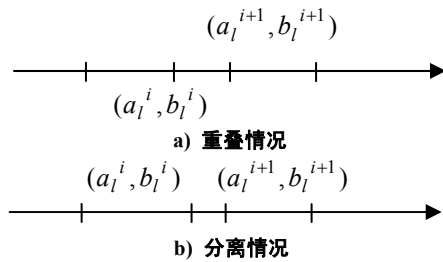 (a_l^{i+1}, b_l^{i+1})
(a_l^i, b_l^i)
a) 重叠情况
(a_l^i, b_l^i) (a_l^{i+1}, b_l^{i+1})
b) 分离情况